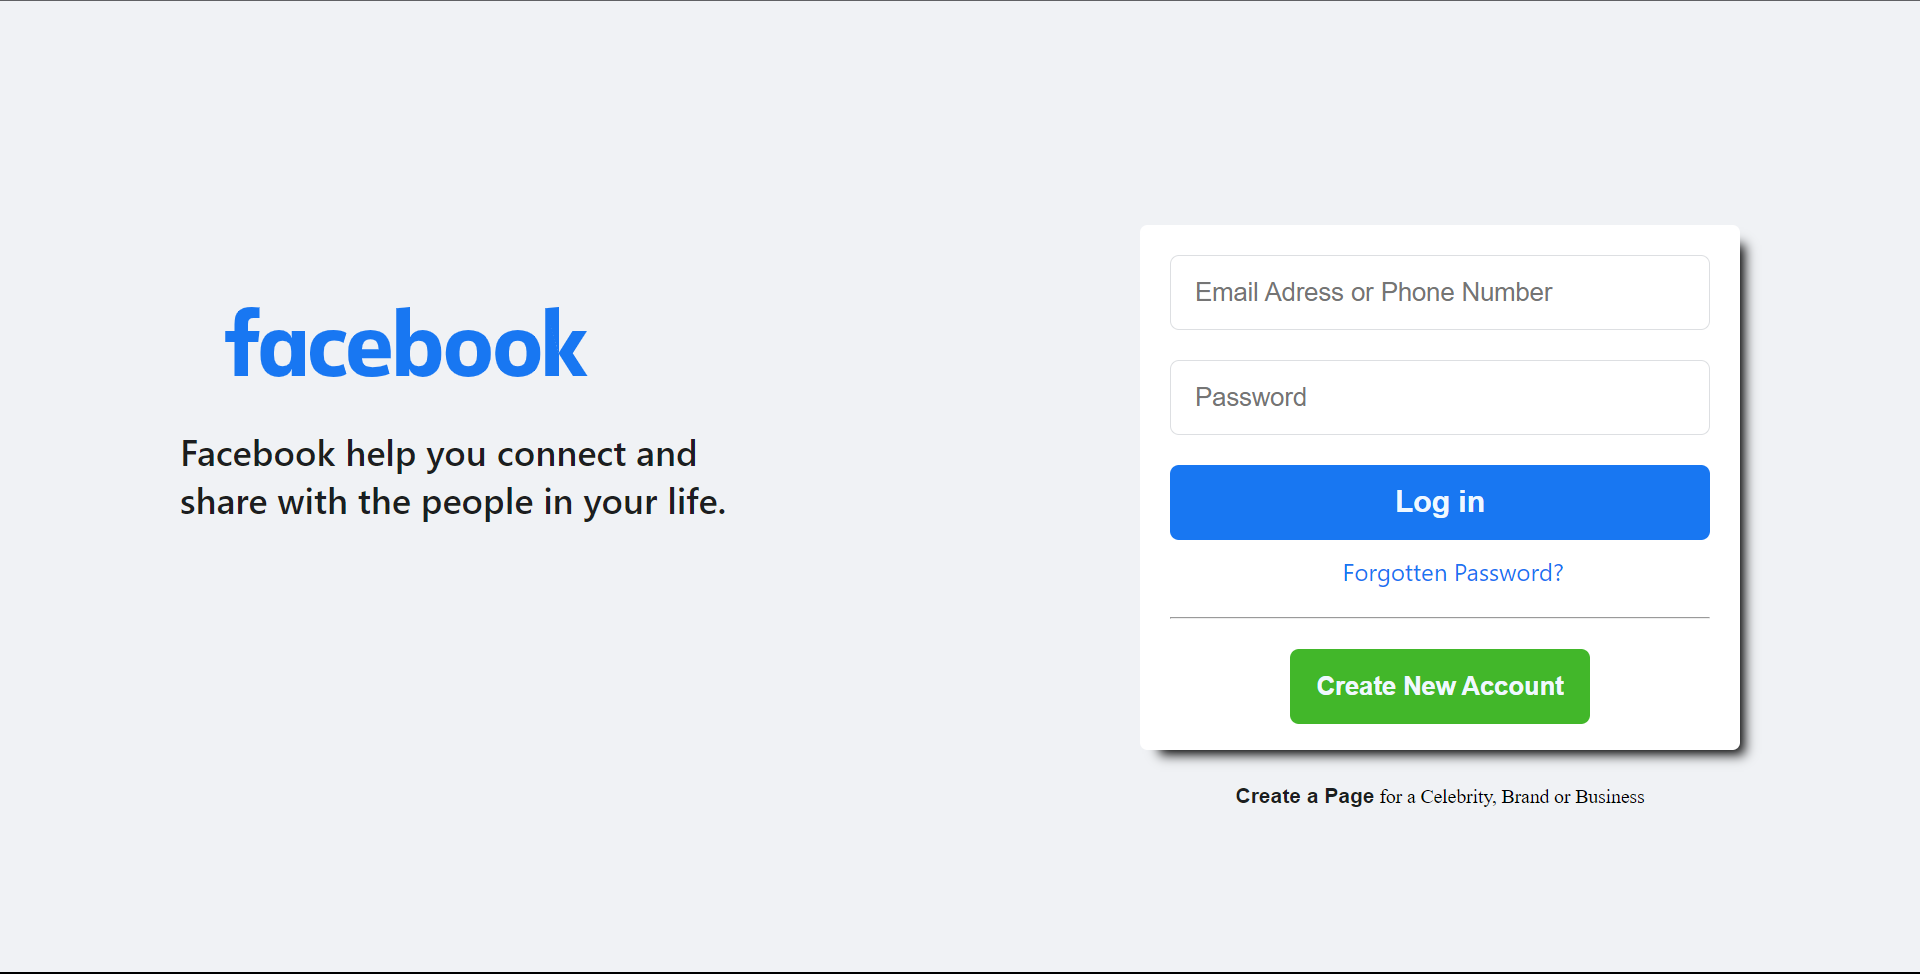 facebook
Facebook help you connect and
share with the people in your life.
Email Adress or Phone Number
Password
Log in
Forgotten Password?
Create New Account
Create a Page for a Celebrity, Brand or Business